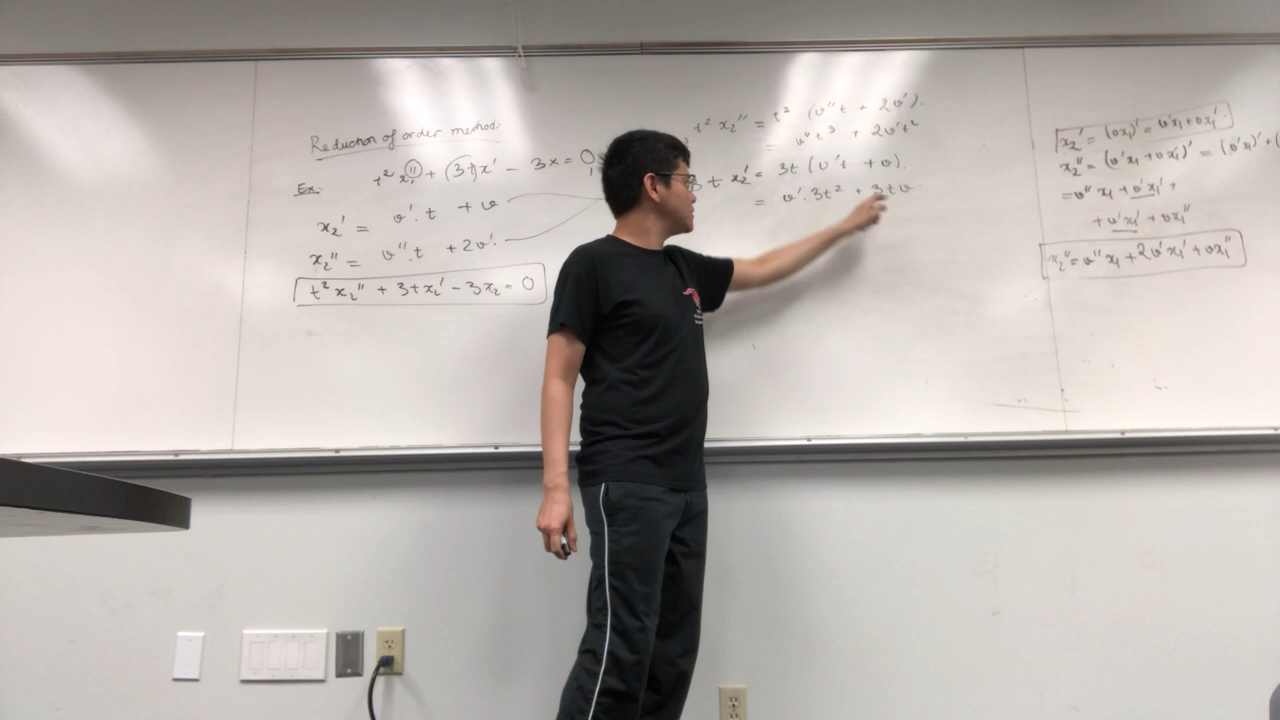 Reduction of order method:
Ex: t² x'' + (3t)x' − 3x = 0
x₂' = v'.t + v
x₂'' = v''.t + 2v'
t² x₂'' + 3t x₂' − 3x₂ = 0
t² x₂'' = t² (v''t + 2v').
= v''t³ + 2v't²
t x₂' = 3t (v't + v).
= v'.3t² + 3tv.
x₂' = (vx₁)' = v'x₁ + vx₁'
x₂'' = (v'x₁ + vx₁')' = (v'x₁)' + (
= v''x₁ + v'x₁' +
+ v'x₁' + vx₁''
x₂'' = v''x₁ + 2v'x₁' + vx₁''